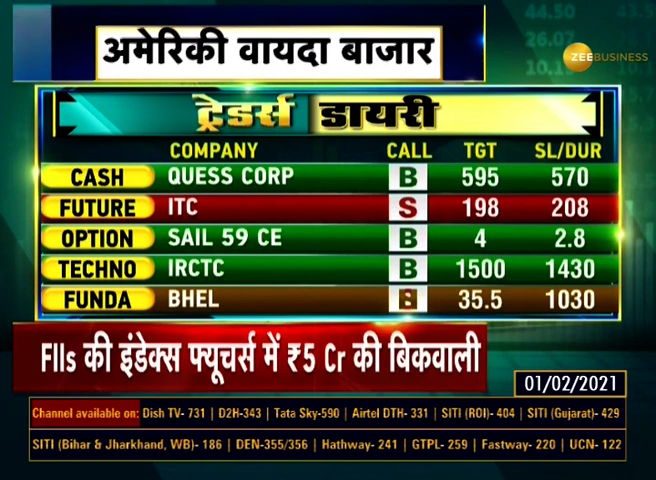 अमेरिकी वायदा बाजार
ZEE BUSINESS
ट्रेडर्स डायरी
COMPANY CALL TGT SL/DUR
CASH QUESS CORP B 595 570
FUTURE ITC S 198 208
OPTION SAIL 59 CE B 4 2.8
TECHNO IRCTC B 1500 1430
FUNDA BHEL 35.5 1030
FIIs की इंडेक्स फ्यूचर्स में ₹5 Cr की बिकवाली
01/02/2021
Channel available on: Dish TV- 731 | D2H-343 | Tata Sky-590 | Airtel DTH- 331 | SITI (ROI)- 404 | SITI (Gujarat)- 429
SITI (Bihar & Jharkhand, WB)- 186 | DEN-355/356 | Hathway- 241 | GTPL- 259 | Fastway- 220 | UCN- 122